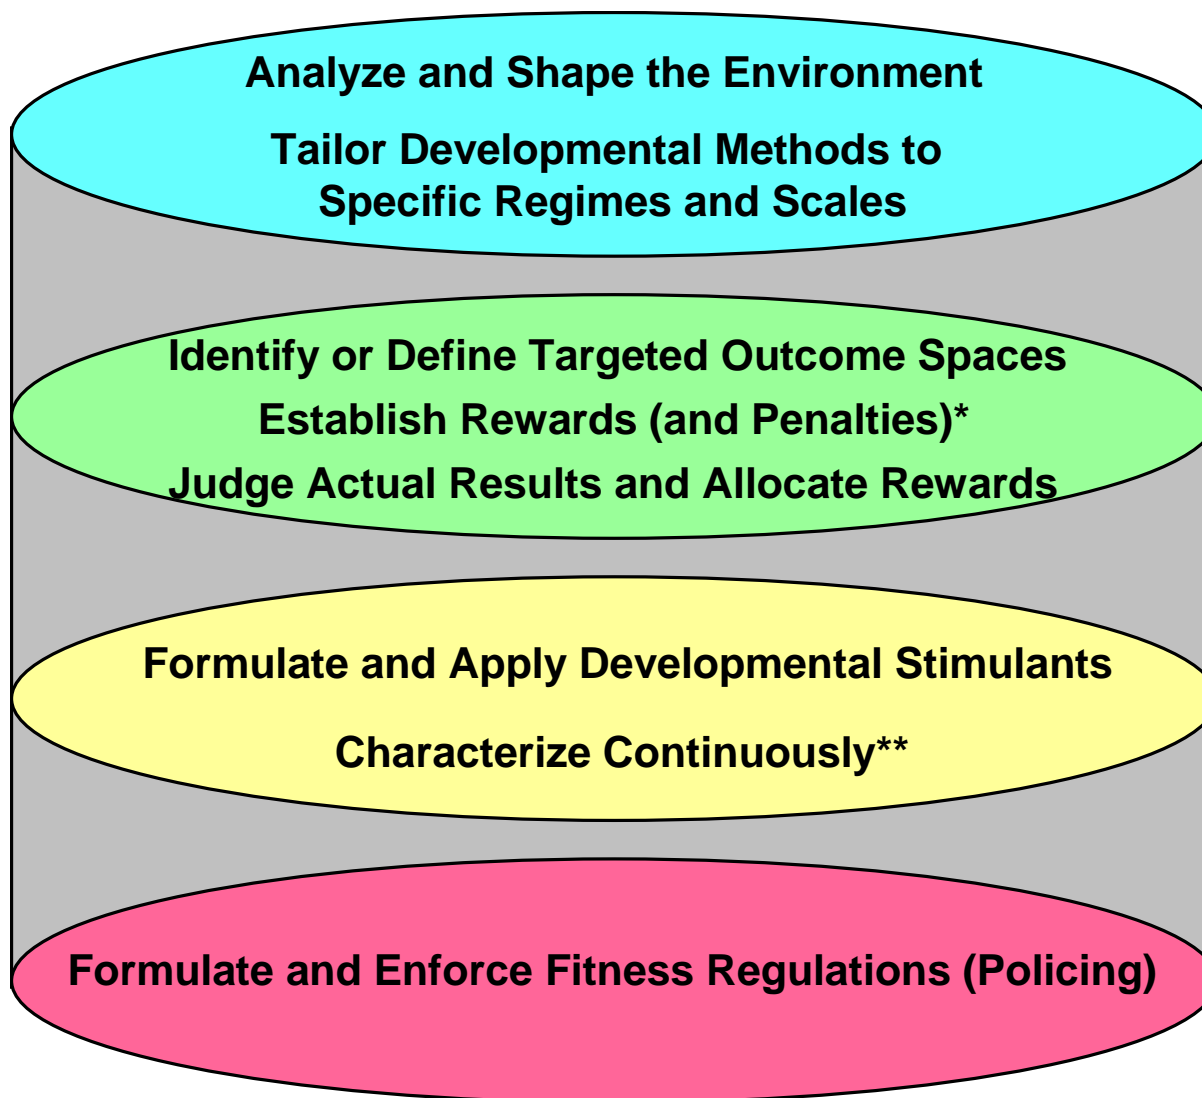 Analyze and Shape the Environment
Tailor Developmental Methods to
Specific Regimes and Scales
Identify or Define Targeted Outcome Spaces
Establish Rewards (and Penalties)*
Judge Actual Results and Allocate Rewards
Formulate and Apply Developmental Stimulants
Characterize Continuously**
Formulate and Enforce Fitness Regulations (Policing)